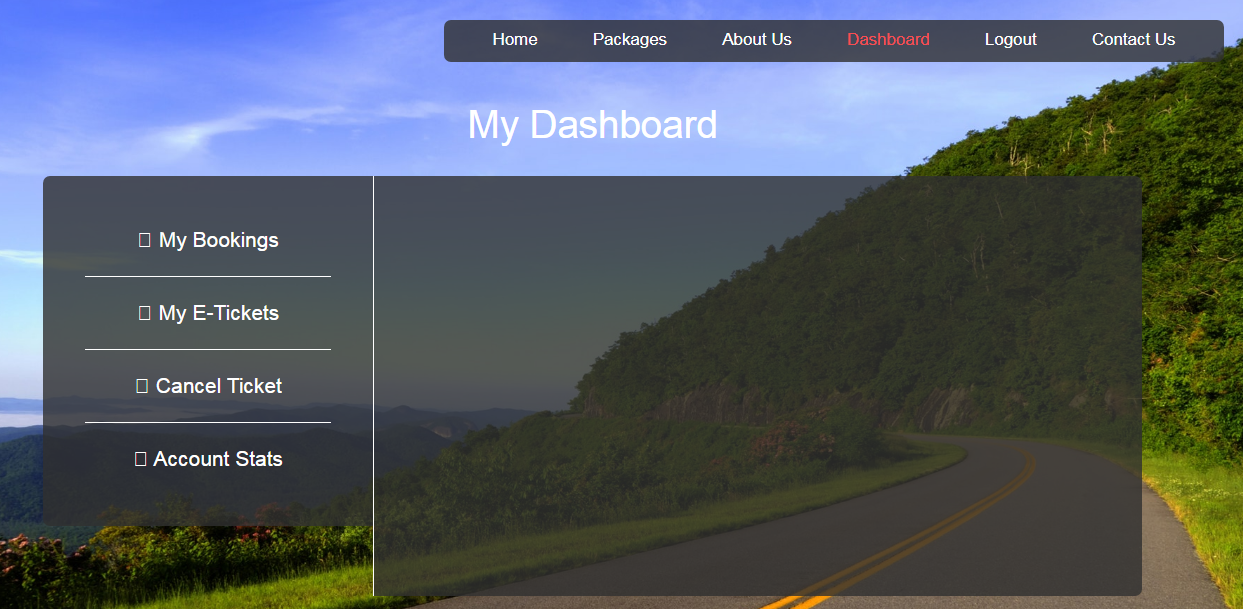 Home Packages About Us Dashboard Logout Contact Us
My Dashboard
My Bookings
My E-Tickets
Cancel Ticket
Account Stats